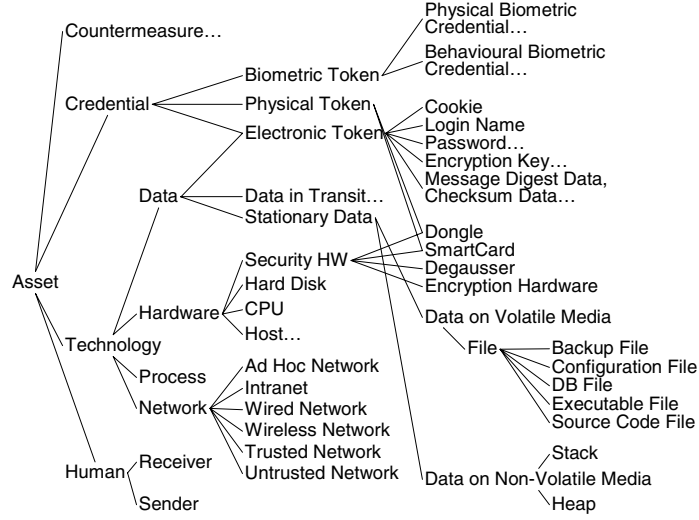 Physical Biometric
Credential…
Countermeasure…
Behavioural Biometric
Credential…
Biometric Token
Credential
Physical Token
Cookie
Login Name
Electronic Token
Password…
Encryption Key…
Message Digest Data,
Checksum Data…
Data
Data in Transit…
Stationary Data
Dongle
SmartCard
Security HW
Degausser
Asset
Hard Disk
Encryption Hardware
Hardware
CPU
Data on Volatile Media
Host…
Technology
File
Backup File
Ad Hoc Network
Configuration File
Process
Intranet
DB File
Network
Wired Network
Executable File
Wireless Network
Source Code File
Trusted Network
Stack
Receiver
Human
Untrusted Network
Data on Non-Volatile Media
Sender
Heap